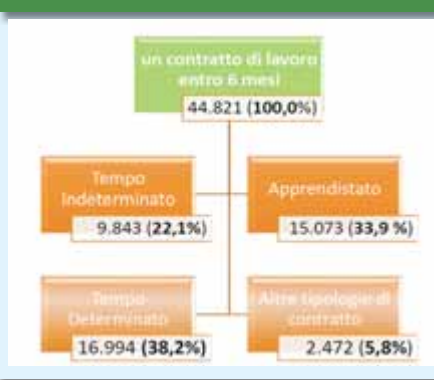 un contratto di lavoro
entro 6 mesi
44.821 (100,0%)
Tempo
Indeterminato
9.843 (22,1%)
Apprendistato
15.073 (33,9 %)
Tempo
Determinato
16.994 (38,2%)
Altre tipologie di
contratto
2.472 (5,8%)